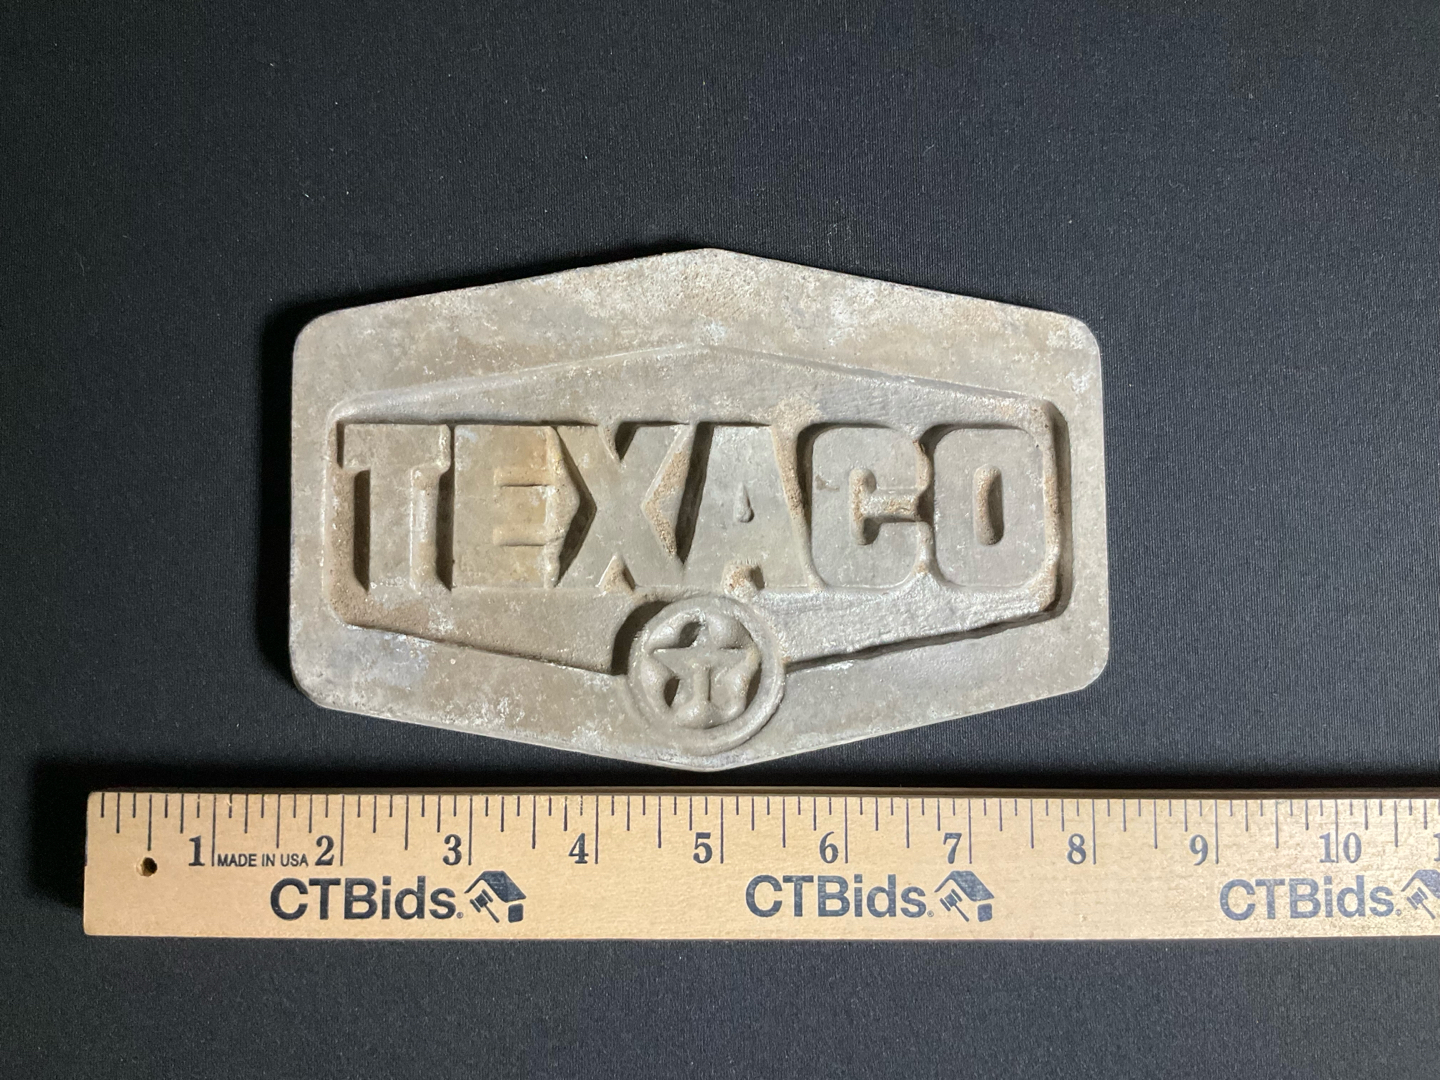 TEXACO
T
1 MADE IN USA 2 3 4 5 6 7 8 9 10
CTBids. CTBids. CTBids.